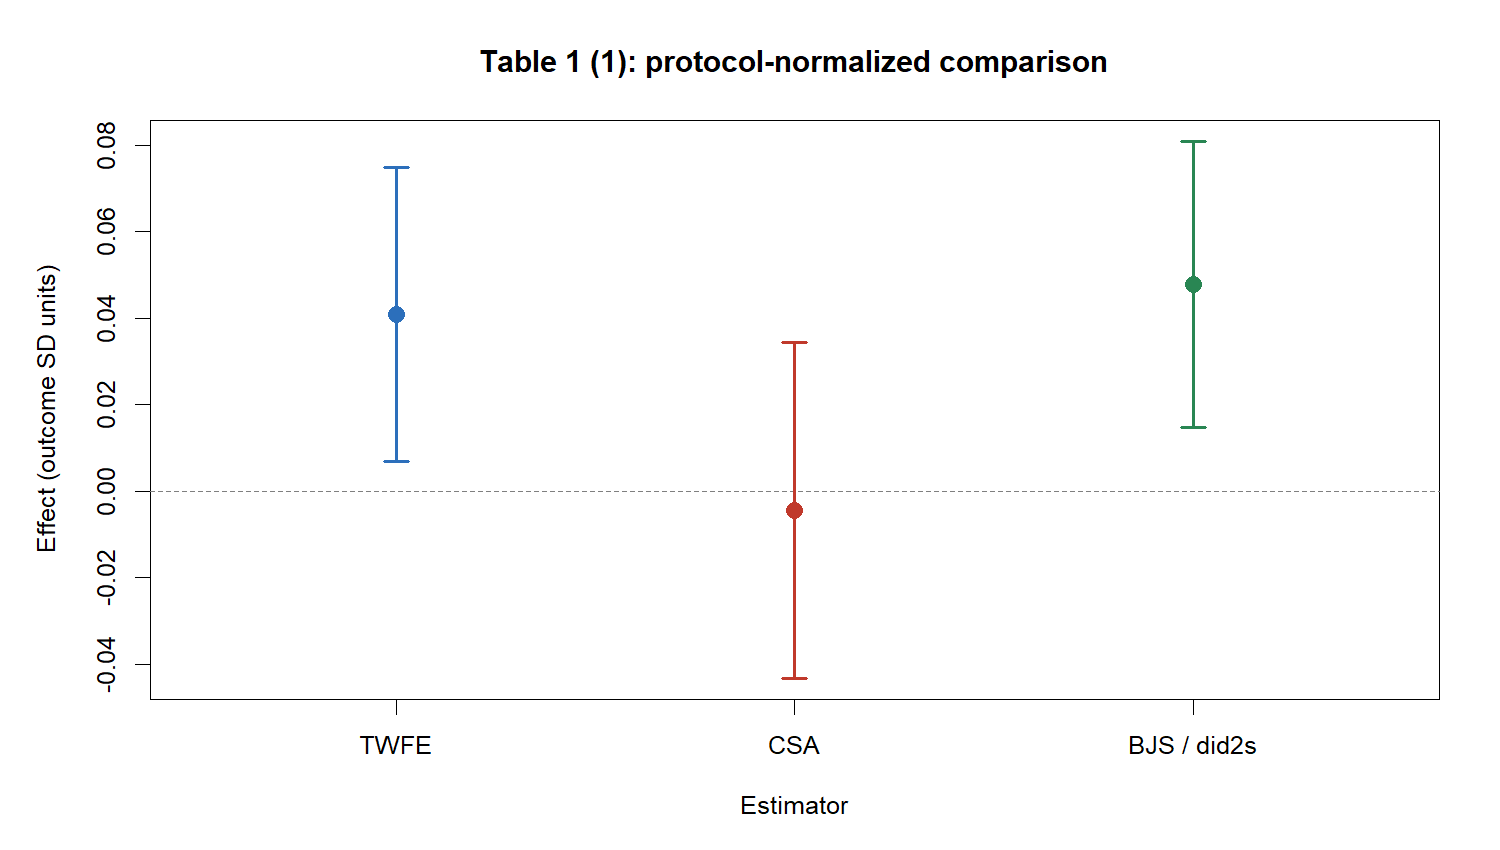 Table 1 (1): protocol-normalized comparison
Effect (outcome SD units)
0.08
0.06
0.04
0.02
0.00
-0.02
-0.04
TWFE
CSA
BJS / did2s
Estimator